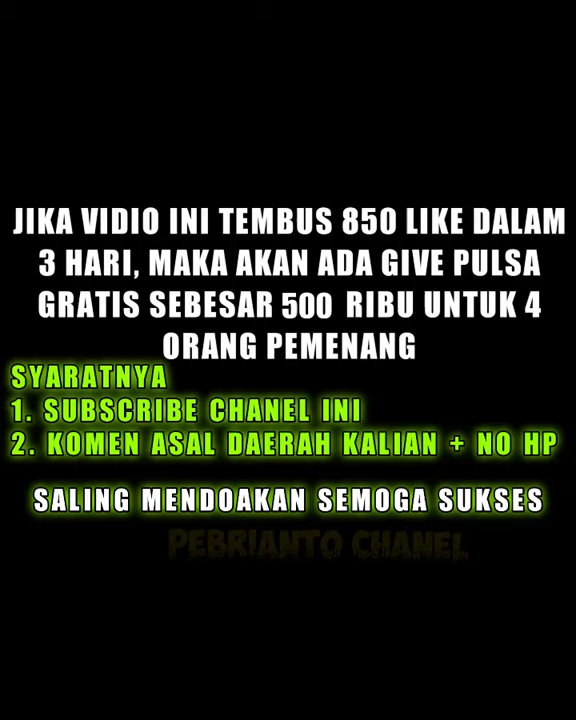 JIKA VIDIO INI TEMBUS 850 LIKE DALAM
3 HARI, MAKA AKAN ADA GIVE PULSA
GRATIS SEBESAR 500 RIBU UNTUK 4
ORANG PEMENANG
SYARATNYA
1. SUBSCRIBE CHANEL INI
2. KOMEN ASAL DAERAH KALIAN + NO HP
SALING MENDOAKAN SEMOGA SUKSES
PEBRIANTO CHANEL